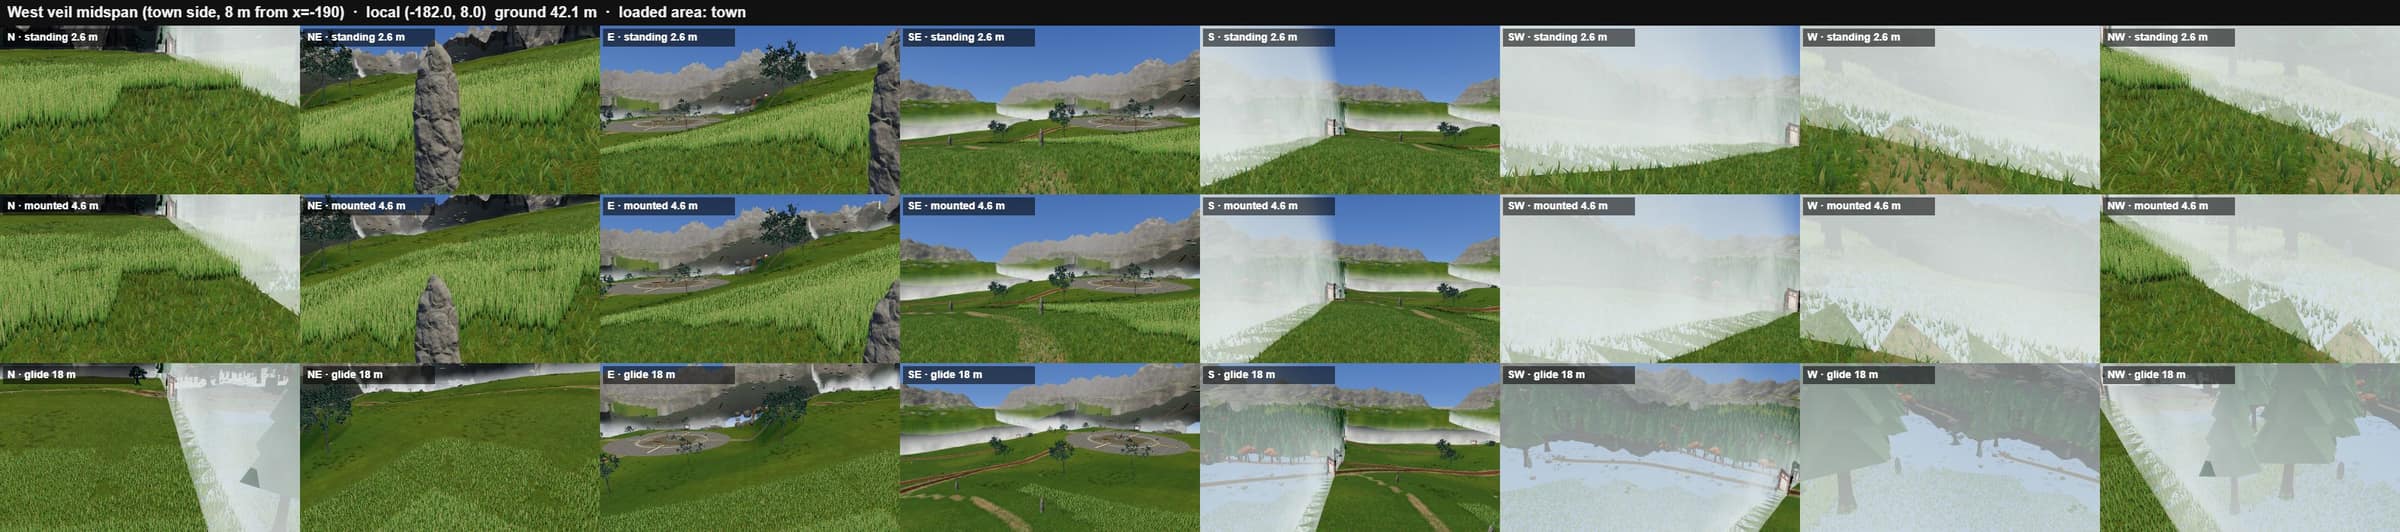 West veil midspan (town side, 8 m from x=-190) · local (-182.0, 8.0) ground 42.1 m · loaded area: town
N · standing 2.6 m
NE · standing 2.6 m
E · standing 2.6 m
SE · standing 2.6 m
S · standing 2.6 m
SW · standing 2.6 m
W · standing 2.6 m
NW · standing 2.6 m
N · mounted 4.6 m
NE · mounted 4.6 m
E · mounted 4.6 m
SE · mounted 4.6 m
S · mounted 4.6 m
SW · mounted 4.6 m
W · mounted 4.6 m
NW · mounted 4.6 m
N · glide 18 m
NE · glide 18 m
E · glide 18 m
SE · glide 18 m
S · glide 18 m
SW · glide 18 m
W · glide 18 m
NW · glide 18 m